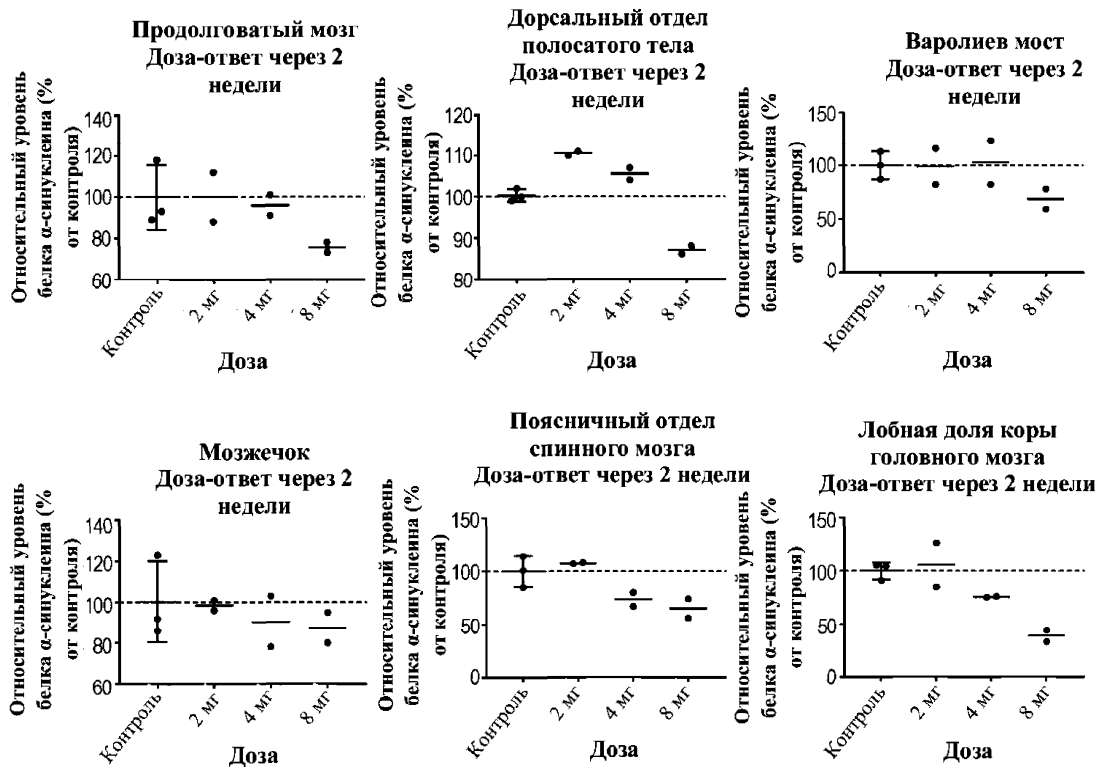 Продолговатый мозг
Доза-ответ через 2
недели
Относительный уровень
белка α-синуклеина (%
от контроля)
140
120
100
80
60
Контроль
2 мг
4 мг
8 мг
Доза
Дорсальный отдел
полосатого тела
Доза-ответ через 2
недели
Относительный уровень
белка α-синуклеина (%
от контроля)
120
110
100
90
80
Контроль
2 мг
4 мг
8 мг
Доза
Варолиев мост
Доза-ответ через 2
недели
Относительный уровень
белка α-синуклеина (%
от контроля)
150
100
50
0
Контроль
2 мг
4 мг
8 мг
Доза
Мозжечок
Доза-ответ через 2
недели
Относительный уровень
белка α-синуклеина (%
от контроля)
140
120
100
80
60
Контроль
2 мг
4 мг
8 мг
Доза
Поясничный отдел
спинного мозга
Доза-ответ через 2 недели
Относительный уровень
белка α-синуклеина (%
от контроля)
150
100
50
0
Контроль
2 мг
4 мг
8 мг
Доза
Лобная доля коры
головного мозга
Доза-ответ через 2 недели
Относительный уровень
белка α-синуклеина (%
от контроля)
150
100
50
0
Контроль
2 мг
4 мг
8 мг
Доза